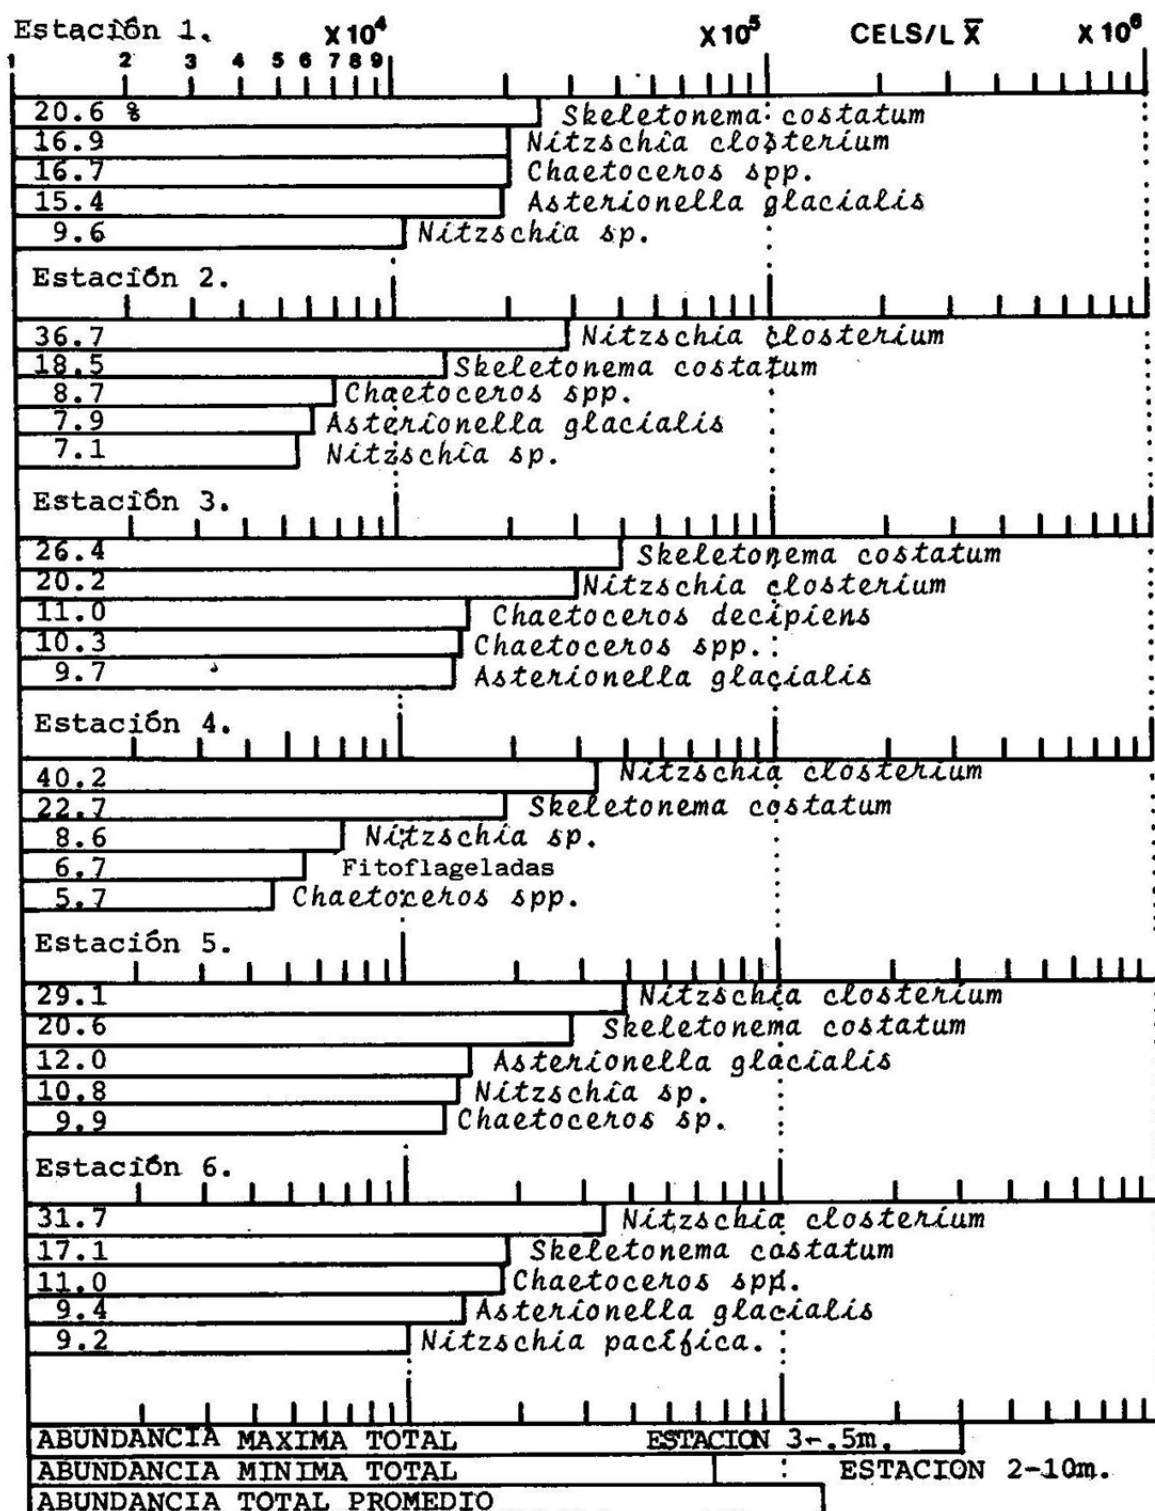 Estación 1. X10⁴ X10⁵ CELS/L X̅ X10⁶
1 2 3 4 5 6 7 8 9
20.6 % Skeletonema costatum
16.9 Nitzschia closterium
16.7 Chaetoceros spp.
15.4 Asterionella glacialis
9.6 Nitzschia sp.
Estación 2.
36.7 Nitzschia closterium
18.5 Skeletonema costatum
8.7 Chaetoceros spp.
7.9 Asterionella glacialis
7.1 Nitzschia sp.
Estación 3.
26.4 Skeletonema costatum
20.2 Nitzschia closterium
11.0 Chaetoceros decipiens
10.3 Chaetoceros spp.
9.7 Asterionella glacialis
Estación 4.
40.2 Nitzschia closterium
22.7 Skeletonema costatum
8.6 Nitzschia sp.
6.7 Fitoflageladas
5.7 Chaetoceros spp.
Estación 5.
29.1 Nitzschia closterium
20.6 Skeletonema costatum
12.0 Asterionella glacialis
10.8 Nitzschia sp.
9.9 Chaetoceros sp.
Estación 6.
31.7 Nitzschia closterium
17.1 Skeletonema costatum
11.0 Chaetoceros spp.
9.4 Asterionella glacialis
9.2 Nitzschia pacífica.
ABUNDANCIA MAXIMA TOTAL ESTACION 3-.5m.
ABUNDANCIA MINIMA TOTAL ESTACION 2-10m.
ABUNDANCIA TOTAL PROMEDIO